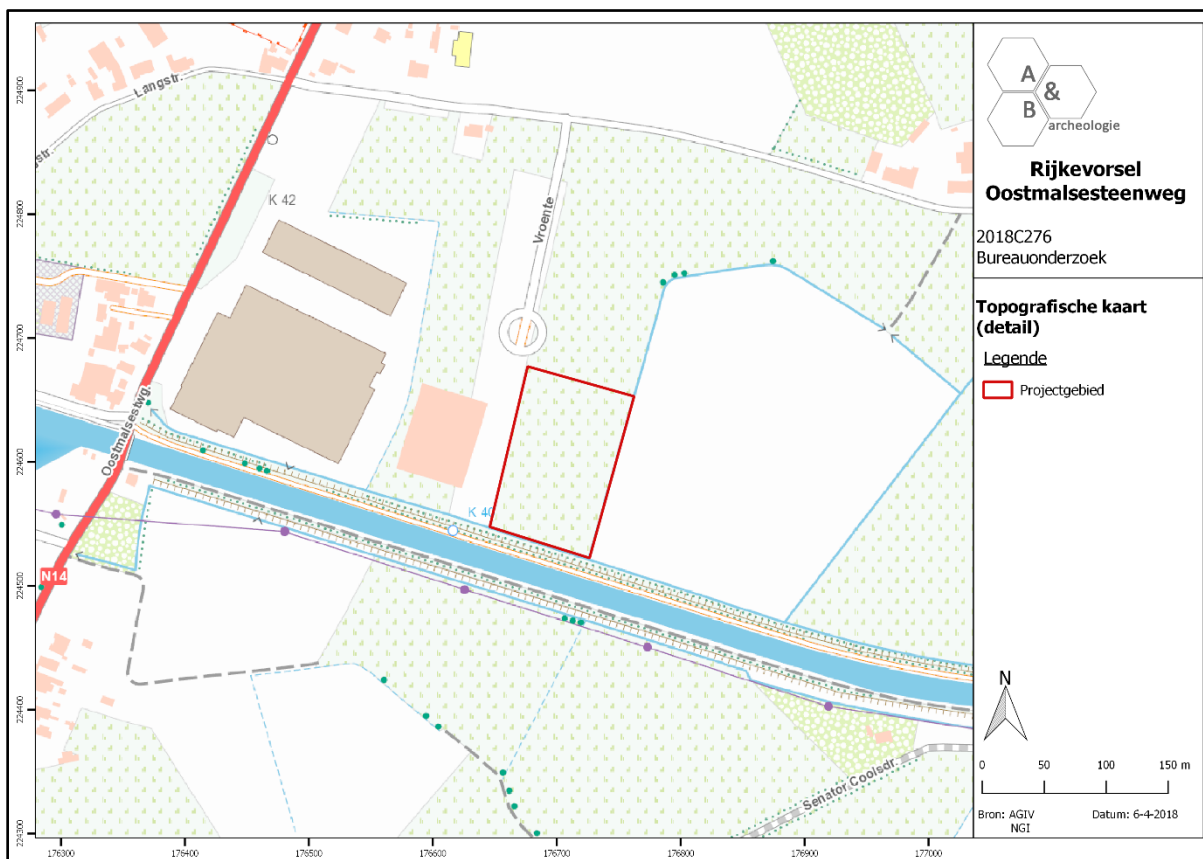 Langstr.
gstr.
K 42
Vroente
Oostmalsestwg.
K 40
N14
Senator Coolsdr.
224900
224800
224700
224600
224500
224400
224300
176300
176400
176500
176600
176700
176800
176900
177000
A
&
B
archeologie
Rijkevorsel
Oostmalsesteenweg
2018C276
Bureauonderzoek
Topografische kaart
(detail)
Legende
Projectgebied
N
0 50 100 150 m
Bron: AGIV Datum: 6-4-2018
NGI